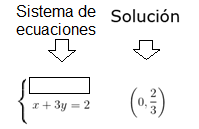 Sistema de Solución
ecuaciones
x + 3y = 2
(0, 2/3)